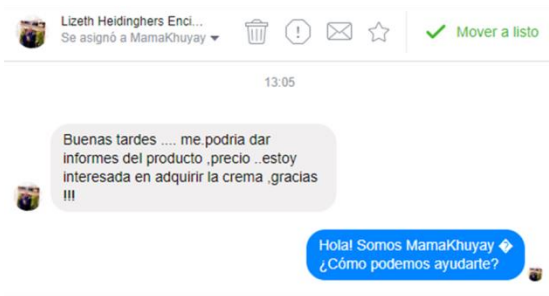 Lizeth Heidinghers Enci...
Se asignó a MamaKhuyay
Mover a listo
13:05
Buenas tardes .... me.podria dar
informes del producto ,precio ..estoy
interesada en adquirir la crema ,gracias
!!!
Hola! Somos MamaKhuyay �
¿Cómo podemos ayudarte?